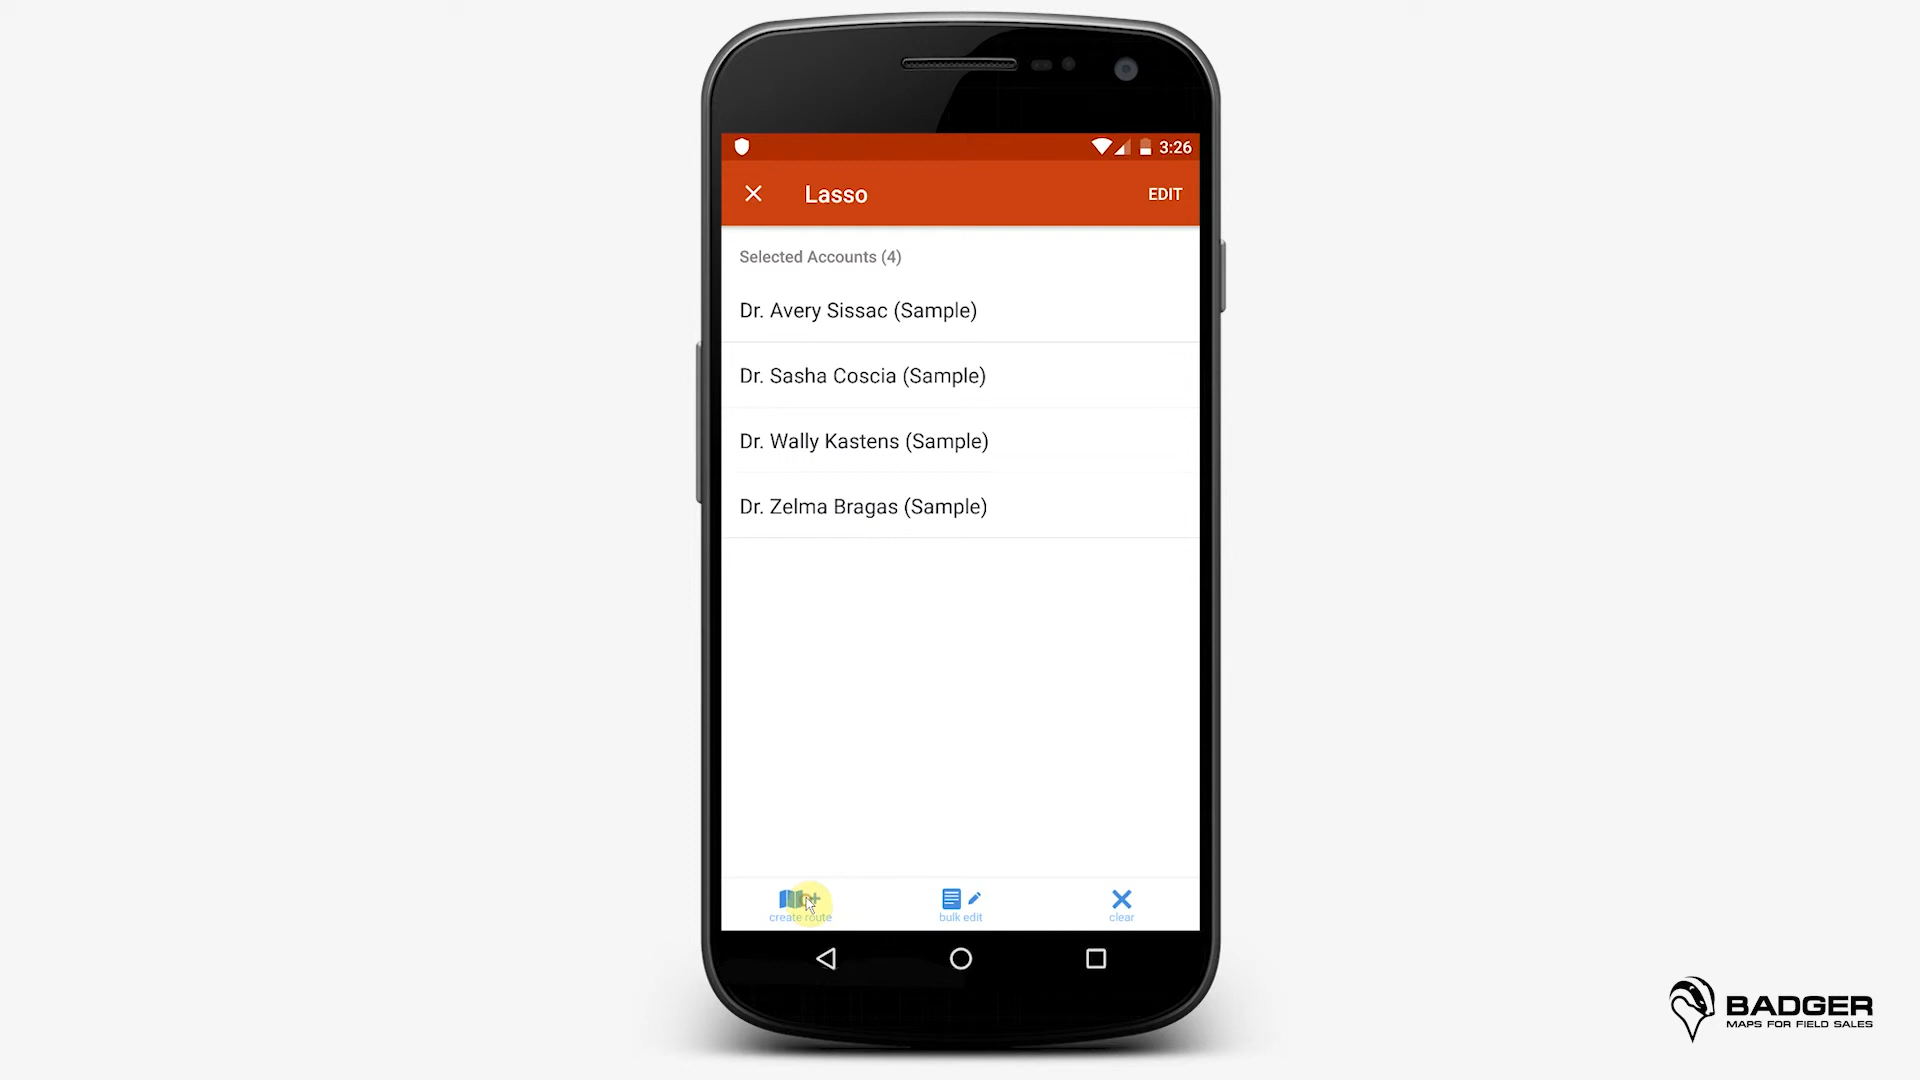 3:26
Lasso
EDIT
Selected Accounts (4)
Dr. Avery Sissac (Sample)
Dr. Sasha Coscia (Sample)
Dr. Wally Kastens (Sample)
Dr. Zelma Bragas (Sample)
create route
bulk edit
clear
BADGER
MAPS FOR FIELD SALES